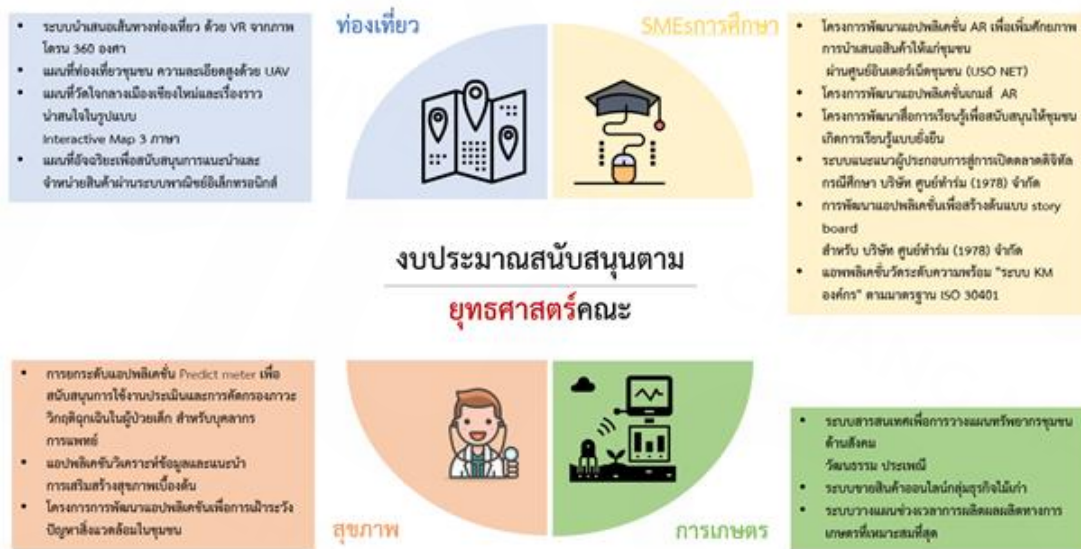 ท่องเที่ยว
SMEsการศึกษา
ระบบนำเสนอเส้นทางท่องเที่ยว ด้วย VR จากภาพ
โดรน 360 องศา
แผนที่ท่องเที่ยวชุมชน ความละเอียดสูงด้วย UAV
แผนที่วัดใจกลางเมืองเชียงใหม่และเรื่องราว
น่าสนใจในรูปแบบ
Interactive Map 3 ภาษา
แผนที่อัจฉริยะเพื่อสนับสนุนการแนะนำและ
จำหน่ายสินค้าผ่านระบบพาณิชย์อิเล็กทรอนิกส์
โครงการพัฒนาแอปพลิเคชั่น AR เพื่อเพิ่มศักยภาพ
การนำเสนอสินค้าให้แก่ชุมชน
ผ่านศูนย์อินเตอร์เน็ตชุมชน (USO NET)
โครงการพัฒนาแอปพลิเคชั่นเกมส์ AR
โครงการพัฒนาสื่อการเรียนรู้เพื่อสนับสนุนให้ชุมชน
เกิดการเรียนรู้แบบยั่งยืน
ระบบแนะแนวผู้ประกอบการสู่การเปิดตลาดดิจิทัล
กรณีศึกษา บริษัท ศูนย์ทำร่ม (1978) จำกัด
การพัฒนาแอปพลิเคชั่นเพื่อสร้างต้นแบบ story
board
สำหรับ บริษัท ศูนย์ทำร่ม (1978) จำกัด
แอพพลิเคชั่นวัดระดับความพร้อม "ระบบ KM
องค์กร" ตามมาตรฐาน ISO 30401
งบประมาณสนับสนุนตาม
ยุทธศาสตร์คณะ
การยกระดับแอปพลิเคชั่น Predict meter เพื่อ
สนับสนุนการใช้งานประเมินและการคัดกรองภาวะ
วิกฤติฉุกเฉินในผู้ป่วยเด็ก สำหรับบุคลากร
การแพทย์
แอปพลิเคชันวิเคราะห์ข้อมูลและแนะนำ
การเสริมสร้างสุขภาพเบื้องต้น
โครงการการพัฒนาแอปพลิเคชันเพื่อการเฝ้าระวัง
ปัญหาสิ่งแวดล้อมในชุมชน
ระบบสารสนเทศเพื่อการวางแผนทรัพยากรชุมชน
ด้านสังคม
วัฒนธรรม ประเพณี
ระบบขายสินค้าออนไลน์กลุ่มธุรกิจไม้เก่า
ระบบวางแผนช่วงเวลาการผลิตผลผลิตทางการ
เกษตรที่เหมาะสมที่สุด
สุขภาพ
การเกษตร